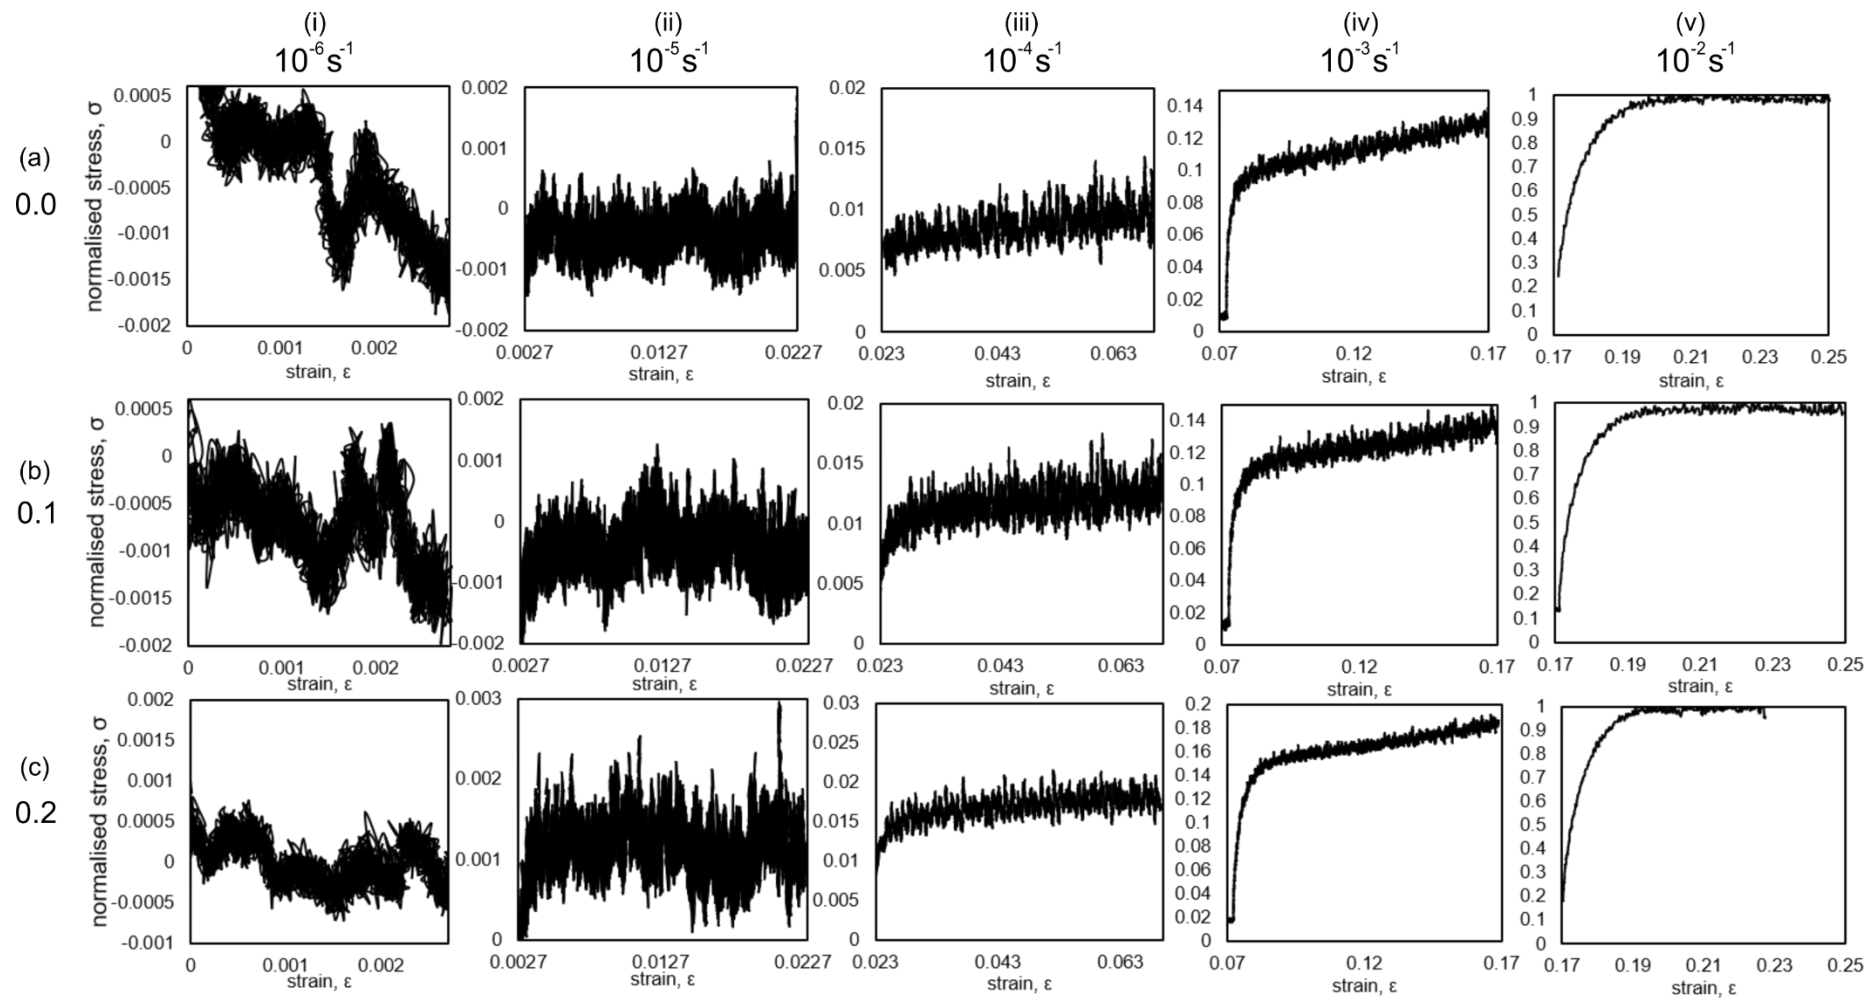 (i) (ii) (iii) (iv) (v)
10⁻⁶s⁻¹ 10⁻⁵s⁻¹ 10⁻⁴s⁻¹ 10⁻³s⁻¹ 10⁻²s⁻¹
(a)
0.0
normalised stress, σ
0.0005
0
-0.0005
-0.001
-0.0015
-0.002
0 0.001 0.002
strain, ε
0.002
0.001
0
-0.001
-0.002
0.0027 0.0127 0.0227
strain, ε
0.02
0.015
0.01
0.005
0
0.023 0.043 0.063
strain, ε
0.14
0.12
0.1
0.08
0.06
0.04
0.02
0
0.07 0.12 0.17
strain, ε
1
0.9
0.8
0.7
0.6
0.5
0.4
0.3
0.2
0.1
0
0.17 0.19 0.21 0.23 0.25
strain, ε
(b)
0.1
normalised stress, σ
0.0005
0
-0.0005
-0.001
-0.0015
-0.002
0 0.001 0.002
strain, ε
0.002
0.001
0
-0.001
-0.002
0.0027 0.0127 0.0227
strain, ε
0.02
0.015
0.01
0.005
0
0.023 0.043 0.063
strain, ε
0.14
0.12
0.1
0.08
0.06
0.04
0.02
0
0.07 0.12 0.17
strain, ε
1
0.9
0.8
0.7
0.6
0.5
0.4
0.3
0.2
0.1
0
0.17 0.19 0.21 0.23 0.25
strain, ε
(c)
0.2
normalised stress, σ
0.002
0.0015
0.001
0.0005
0
-0.0005
-0.001
0 0.001 0.002
strain, ε
0.003
0.002
0.001
0
0.0027 0.0127 0.0227
strain, ε
0.03
0.025
0.02
0.015
0.01
0.005
0
0.023 0.043 0.063
strain, ε
0.2
0.18
0.16
0.14
0.12
0.1
0.08
0.06
0.04
0.02
0
0.07 0.12 0.17
strain, ε
1
0.9
0.8
0.7
0.6
0.5
0.4
0.3
0.2
0.1
0
0.17 0.19 0.21 0.23 0.25
strain, ε